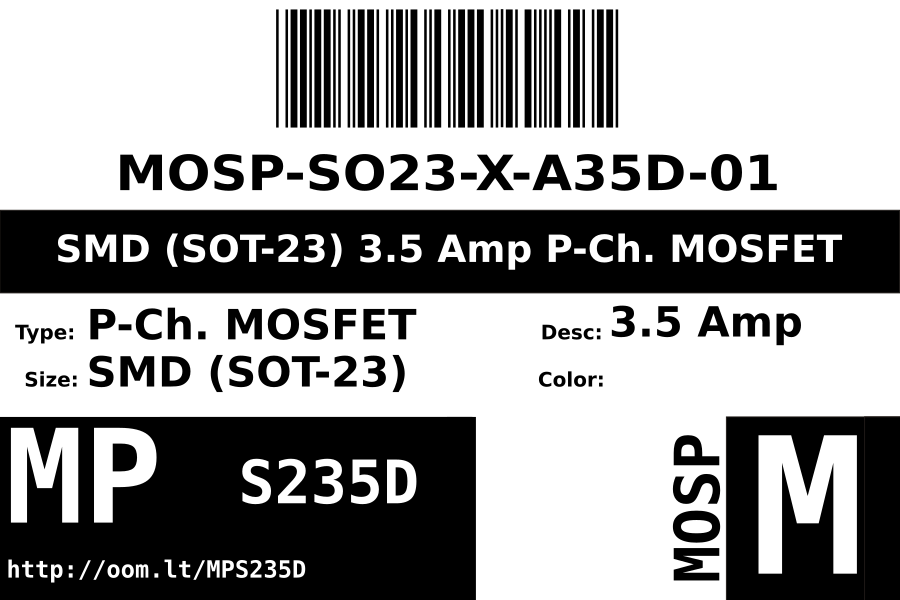 MOSP-SO23-X-A35D-01
SMD (SOT-23) 3.5 Amp P-Ch. MOSFET
Type: P-Ch. MOSFET
Desc: 3.5 Amp
Size: SMD (SOT-23)
Color:
MP
S235D
http://oom.lt/MPS235D
MOSP
M